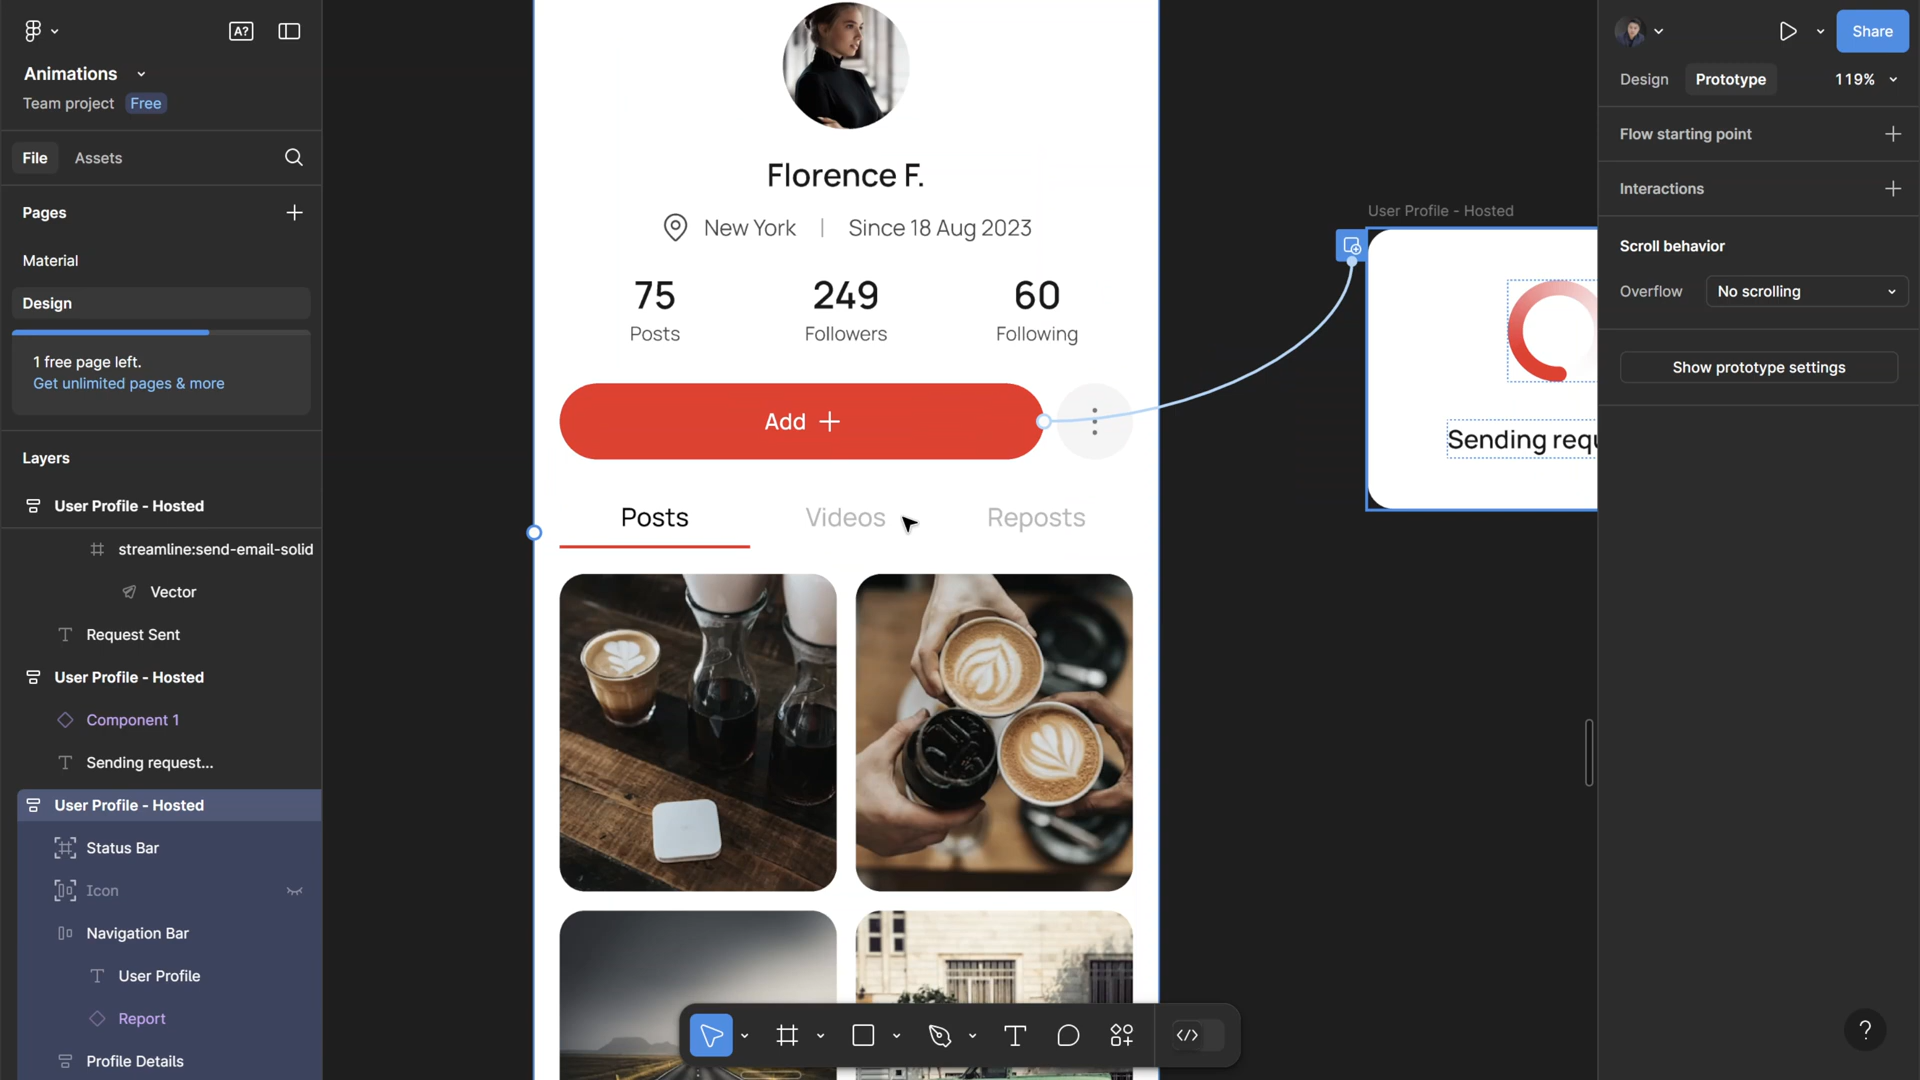 A?
Animations
Team project Free
File Assets
Pages
Material
Design
1 free page left.
Get unlimited pages & more
Layers
User Profile - Hosted
streamline:send-email-solid
Vector
Request Sent
User Profile - Hosted
Component 1
Sending request...
User Profile - Hosted
Status Bar
Icon
Navigation Bar
User Profile
Report
Profile Details
Florence F.
New York | Since 18 Aug 2023
75 249 60
Posts Followers Following
Add +
Posts Videos Reposts
User Profile - Hosted
Sending requ
Share
Design Prototype 119%
Flow starting point
Interactions
Scroll behavior
Overflow No scrolling
Show prototype settings
?